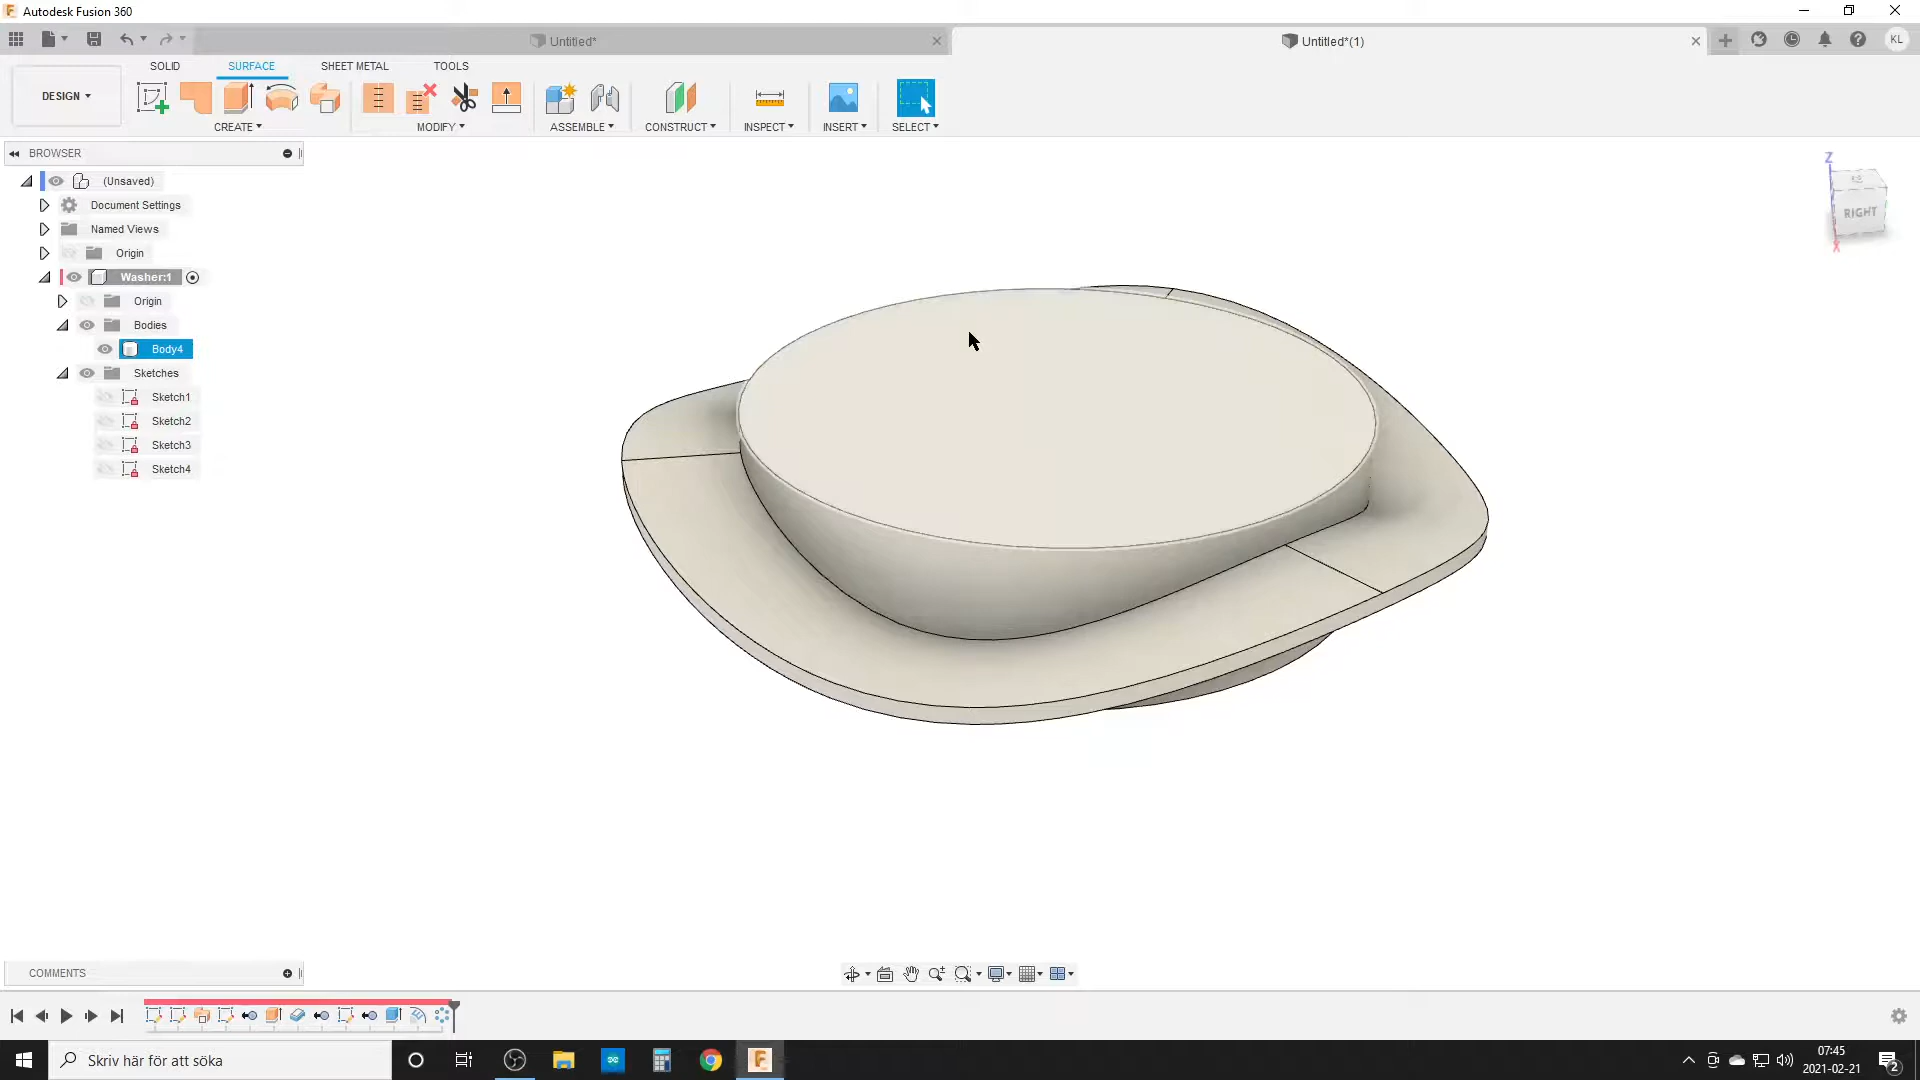 Autodesk Fusion 360
Untitled*
Untitled*(1)
KL
SOLID
SURFACE
SHEET METAL
TOOLS
DESIGN
CREATE
MODIFY
ASSEMBLE
CONSTRUCT
INSPECT
INSERT
SELECT
BROWSER
(Unsaved)
Document Settings
Named Views
Origin
Washer:1
Origin
Bodies
Body4
Sketches
Sketch1
Sketch2
Sketch3
Sketch4
Z
RIGHT
X
COMMENTS
Skriv här för att söka
07:45
2021-02-21
2